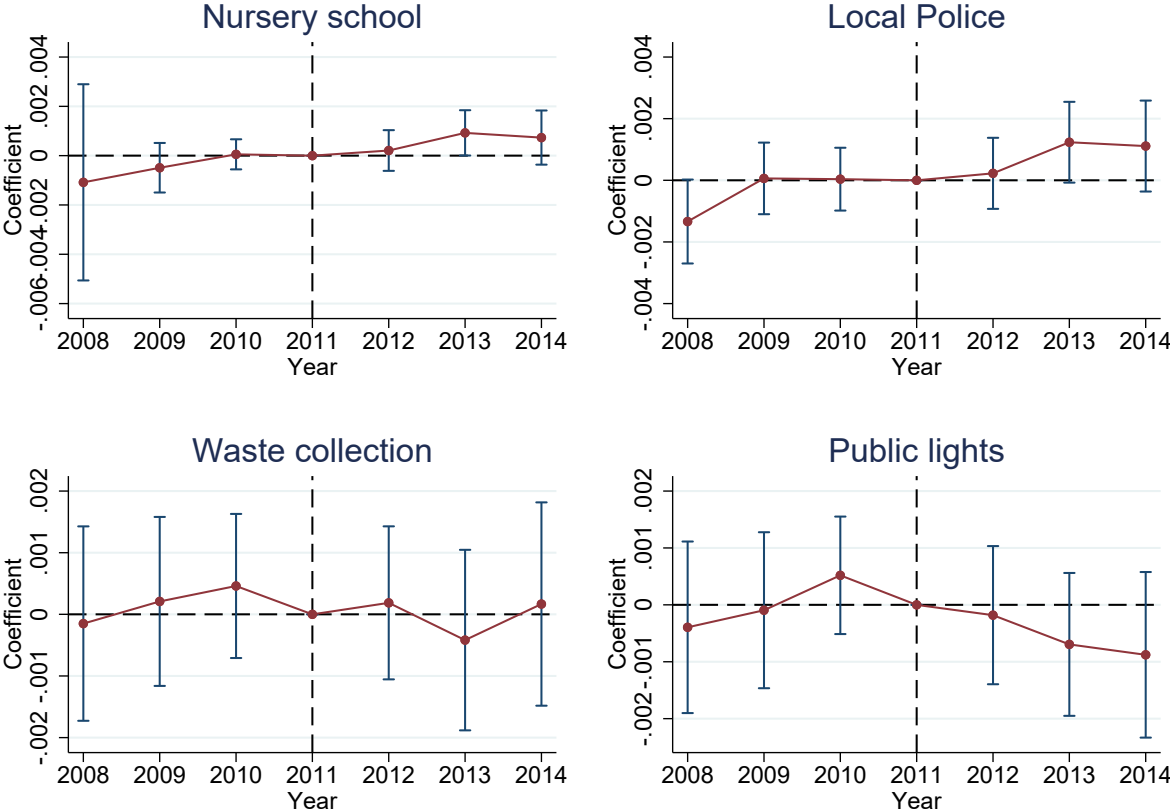 Nursery school
Coefficient
.004
.002
0
-.002
-.004
-.006
2008 2009 2010 2011 2012 2013 2014
Year
Local Police
Coefficient
.004
.002
0
-.002
-.004
2008 2009 2010 2011 2012 2013 2014
Year
Waste collection
Coefficient
.002
.001
0
-.001
-.002
2008 2009 2010 2011 2012 2013 2014
Year
Public lights
Coefficient
.002
.001
0
-.001
-.002
2008 2009 2010 2011 2012 2013 2014
Year